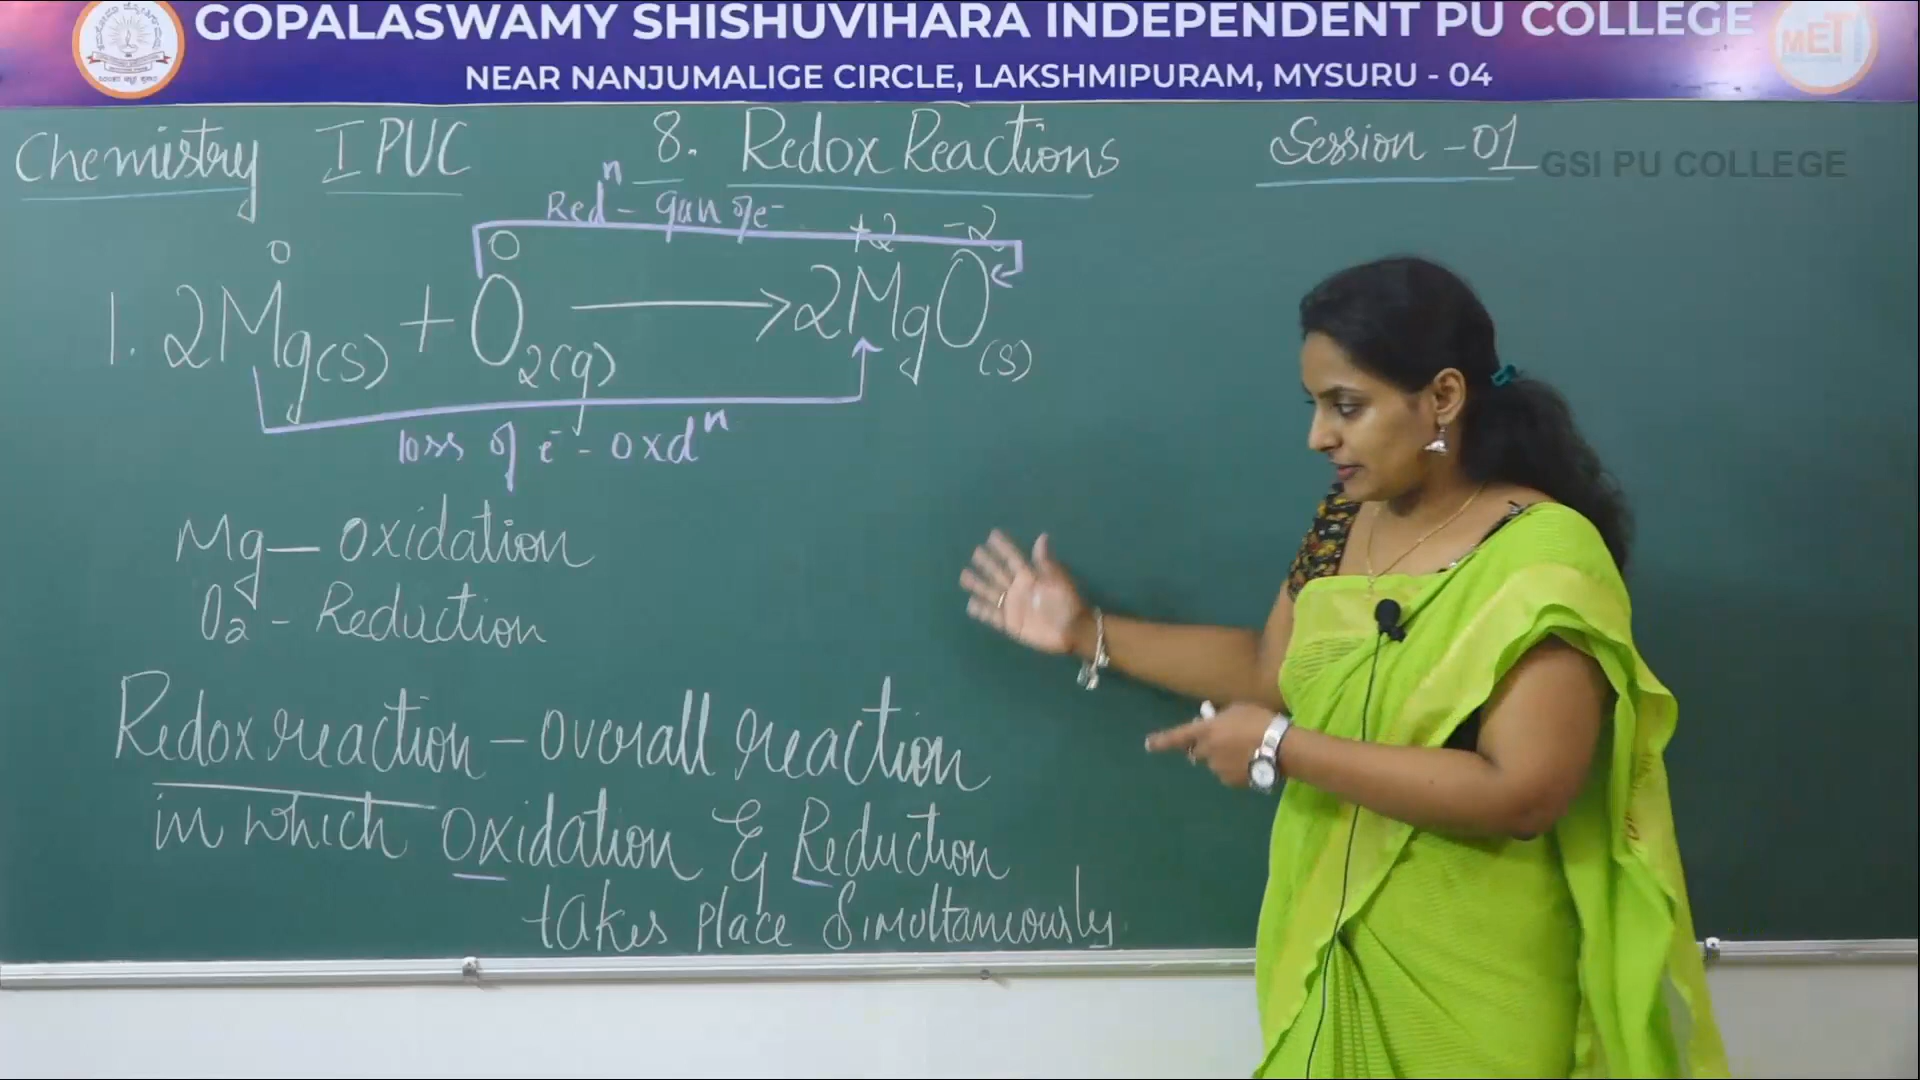 GOPALASWAMY SHISHUVIHARA INDEPENDENT PU COLLEGE
NEAR NANJUMALIGE CIRCLE, LAKSHMIPURAM, MYSURU - 04
MET
Chemistry I PUC 8. Redox Reactions Session - 01
GSI PU COLLEGE
Redⁿ - gan of e⁻
0 0 +2 -2
1. 2Mg(s) + O₂(g) → 2MgO(s)
loss of e⁻ - oxdⁿ
Mg — Oxidation
O₂ - Reduction
Redox reaction - overall reaction
in which Oxidation & Reduction
takes place Simultaneously.